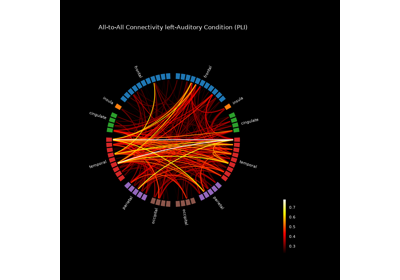 All-to-All Connectivity left-Auditory Condition (PLI)
frontal
frontal
insula
insula
cingulate
cingulate
temporal
temporal
parietal
parietal
occipital
occipital
0.7
0.6
0.5
0.4
0.3